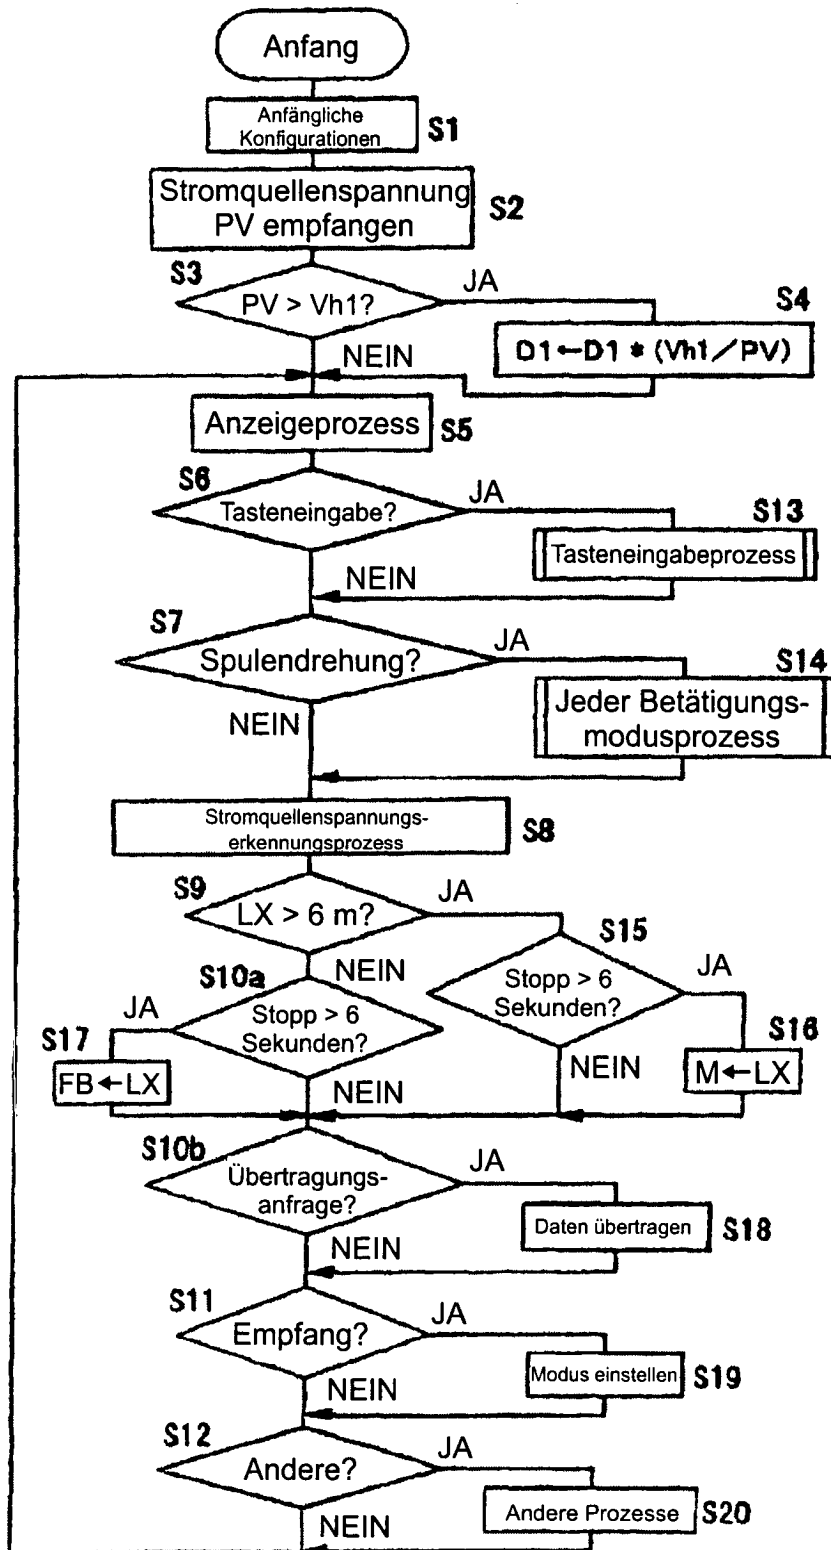 Anfang
Anfängliche
Konfigurationen
S1
Stromquellenspannung
PV empfangen
S2
S3
PV > Vh1?
JA
S4
D1←D1 * (Vh1／PV)
NEIN
Anzeigeprozess
S5
S6
Tasteneingabe?
JA
S13
Tasteneingabeprozess
NEIN
S7
Spulendrehung?
JA
S14
Jeder Betätigungs-
modusprozess
NEIN
Stromquellenspannungs-
erkennungsprozess
S8
S9
LX > 6 m?
JA
NEIN
S15
Stopp > 6
Sekunden?
JA
S16
M←LX
NEIN
S10a
Stopp > 6
Sekunden?
JA
S17
FB←LX
NEIN
S10b
Übertragungs-
anfrage?
JA
Daten übertragen
S18
NEIN
S11
Empfang?
JA
Modus einstellen
S19
NEIN
S12
Andere?
JA
Andere Prozesse
S20
NEIN